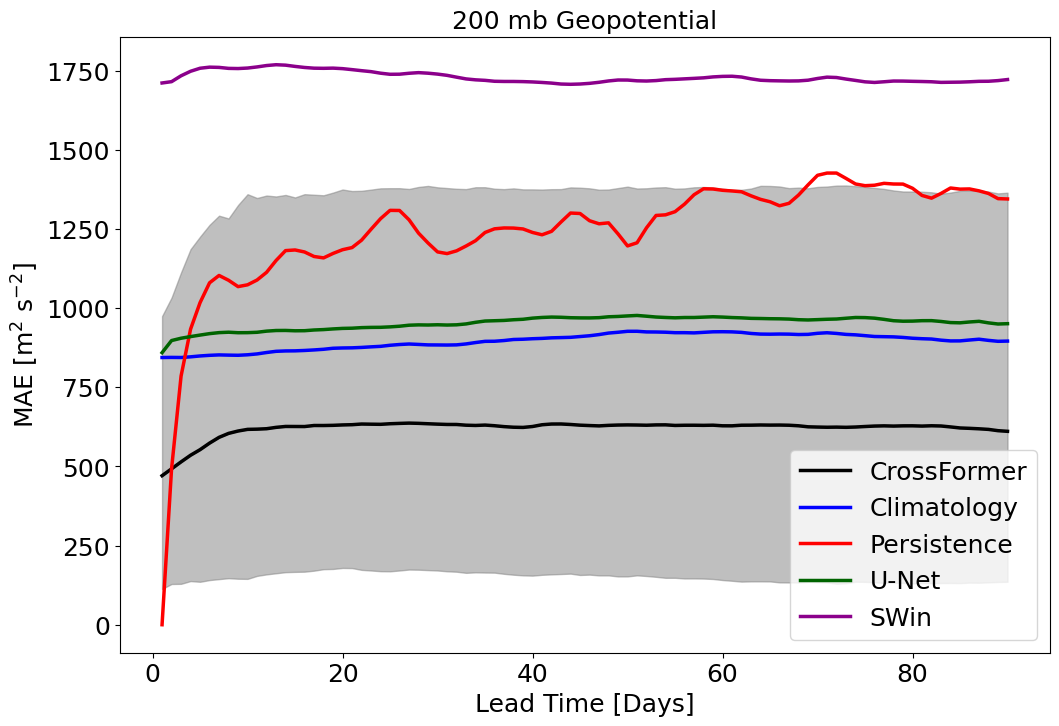 200 mb Geopotential
MAE [m² s⁻²]
1750
1500
1250
1000
750
500
250
0
0 20 40 60 80
Lead Time [Days]
CrossFormer
Climatology
Persistence
U-Net
SWin